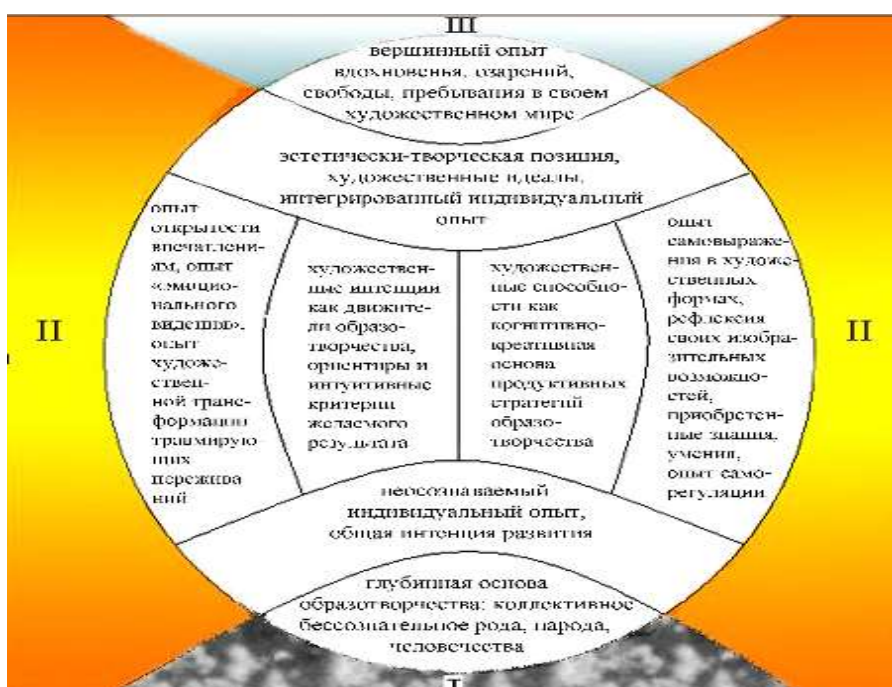 III
вершинный опыт
вдохновенья, озарений,
свободы, пребывания в своем
художественном мире
эстетически-творческая позиция,
художественные идеалы,
интегрированный индивидуальный
опыт
II
опыт
открытости
впечатлени-
ям, опыт
«эмоцио-
нального
видения»,
опыт
художе-
ствен-
ной транс-
формации
травмирую
щих
пережива
ний
художествен-
ные интенции
как движите-
ли образо-
творчества,
ориентиры и
интуитивные
критерии
желаемого
результата
художествен-
ные способно-
сти как
когнитивно-
креативная
основа
продуктивных
стратегий
образо-
творчества
опыт
самовыраже-
ния в художе-
ственных
формах,
рефлексия
своих изобра-
зительных
возможно-
стей,
приобретен-
ные знания,
умения,
опыт само-
регуляции
II
неосознаваемый
индивидуальный опыт,
общая интенция развития
глубинная основа
образотворчества: коллективное
бессознательное рода, народа,
человечества
I